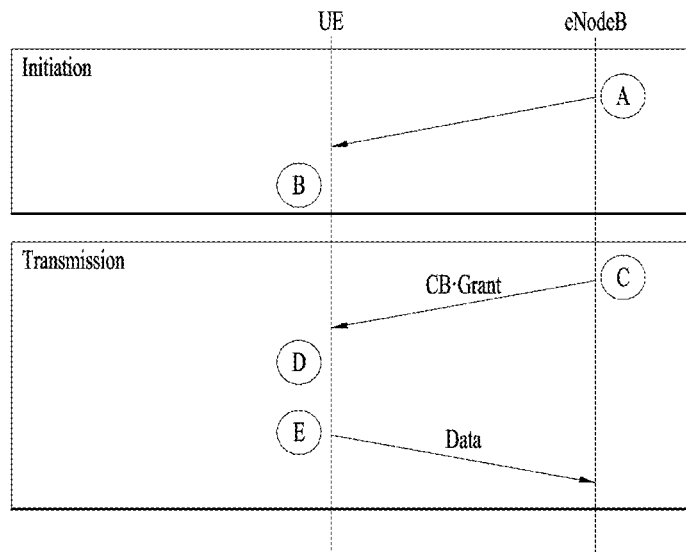 UE
eNodeB
Initiation
A
B
Transmission
CB·Grant
C
D
E
Data